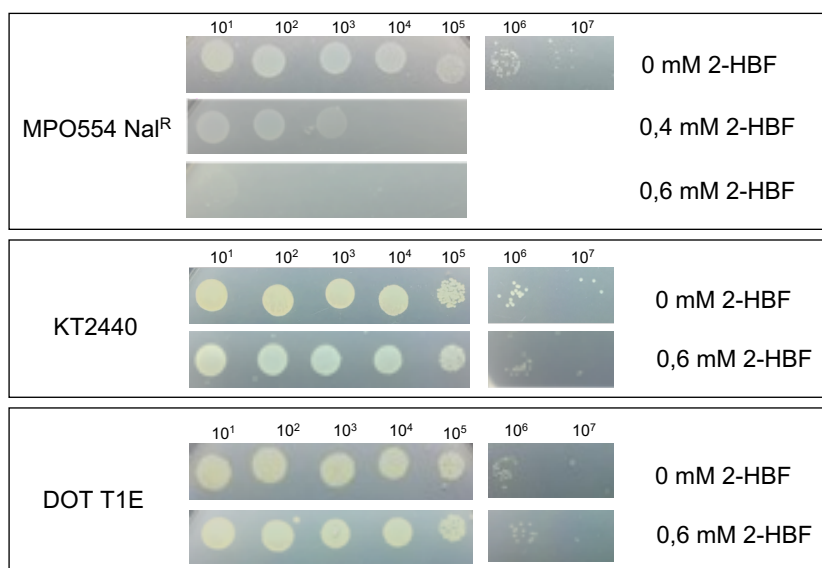 10¹ 10² 10³ 10⁴ 10⁵ 10⁶ 10⁷
0 mM 2-HBF
MPO554 Nalᴿ
0,4 mM 2-HBF
0,6 mM 2-HBF
10¹ 10² 10³ 10⁴ 10⁵ 10⁶ 10⁷
0 mM 2-HBF
KT2440
0,6 mM 2-HBF
10¹ 10² 10³ 10⁴ 10⁵ 10⁶ 10⁷
0 mM 2-HBF
DOT T1E
0,6 mM 2-HBF